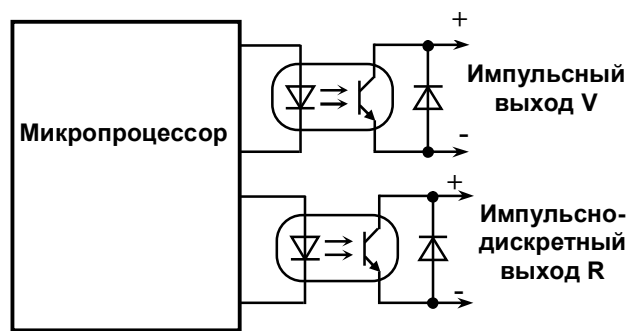 Микропроцессор
+
Импульсный
выход V
-
+
Импульсно-
дискретный
выход R
-